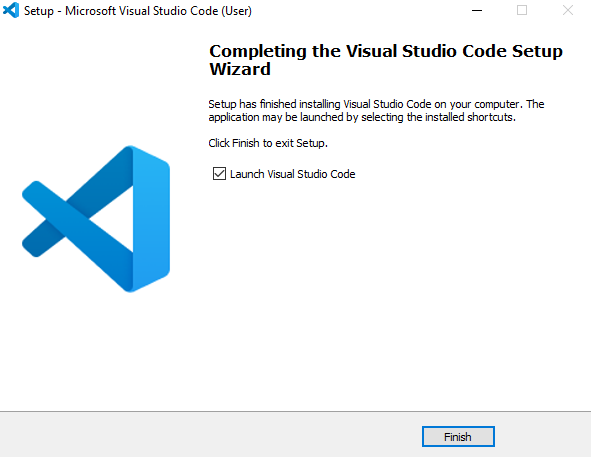 Setup - Microsoft Visual Studio Code (User)
Completing the Visual Studio Code Setup
Wizard
Setup has finished installing Visual Studio Code on your computer. The
application may be launched by selecting the installed shortcuts.
Click Finish to exit Setup.
Launch Visual Studio Code
Finish